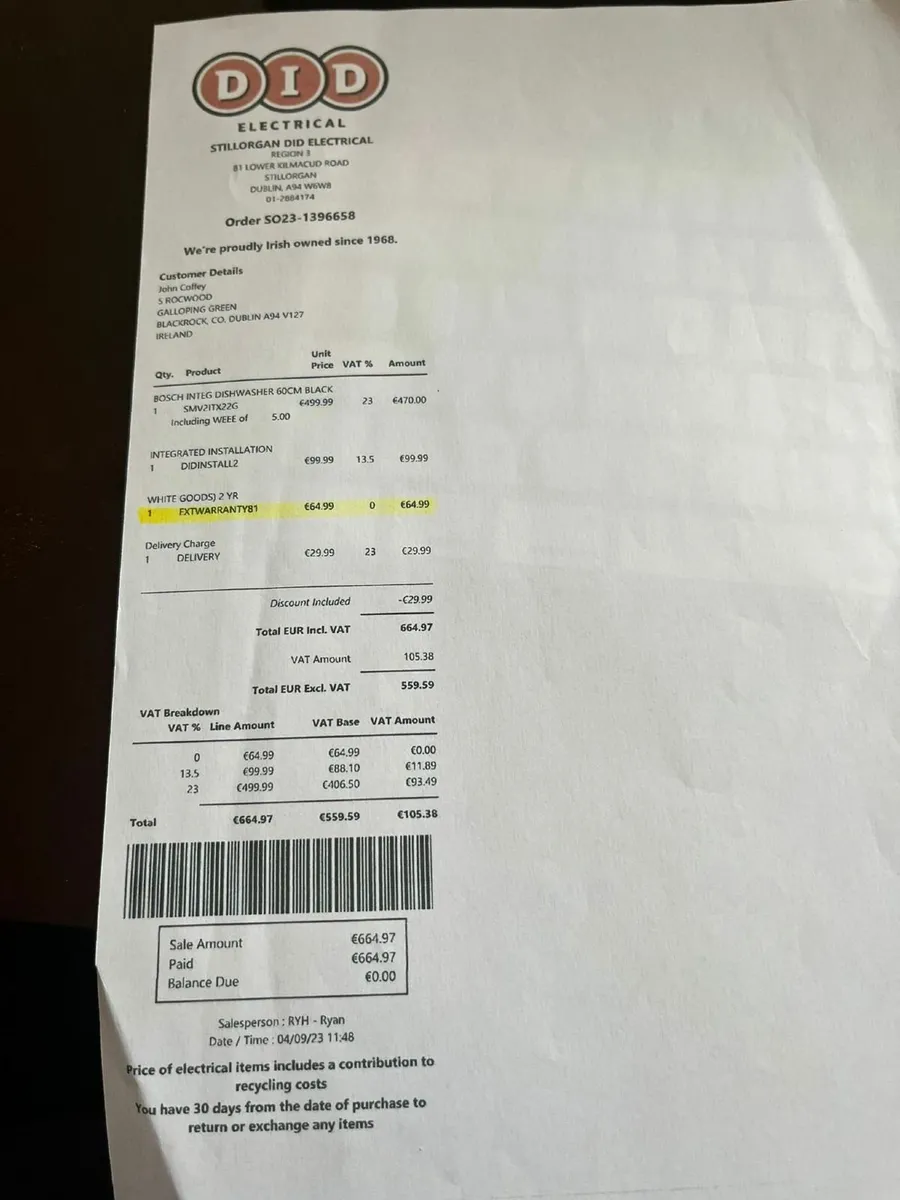 DID
ELECTRICAL
STILLORGAN DID ELECTRICAL
REGION 3
81 LOWER KILMACUD ROAD
STILLORGAN
DUBLIN, A94 W6W8
01-2884174
Order SO23-1396658
We're proudly Irish owned since 1968.
Customer Details
John Coffey
5 ROCWOOD
GALLOPING GREEN
BLACKROCK, CO. DUBLIN A94 V127
IRELAND
Qty. Product Unit Price VAT % Amount
BOSCH INTEG DISHWASHER 60CM BLACK
1 SMV2ITX22G €499.99 23 €470.00
Including WEEE of 5.00
INTEGRATED INSTALLATION
1 DIDINSTALL2 €99.99 13.5 €99.99
WHITE GOODS) 2 YR
1 FXTWARRANTY81 €64.99 0 €64.99
Delivery Charge
1 DELIVERY €29.99 23 €29.99
Discount Included -€29.99
Total EUR Incl. VAT 664.97
VAT Amount 105.38
Total EUR Excl. VAT 559.59
VAT Breakdown
VAT % Line Amount VAT Base VAT Amount
0 €64.99 €64.99 €0.00
13.5 €99.99 €88.10 €11.89
23 €499.99 €406.50 €93.49
Total €664.97 €559.59 €105.38
Sale Amount €664.97
Paid €664.97
Balance Due €0.00
Salesperson : RYH - Ryan
Date / Time : 04/09/23 11:48
Price of electrical items includes a contribution to
recycling costs
You have 30 days from the date of purchase to
return or exchange any items